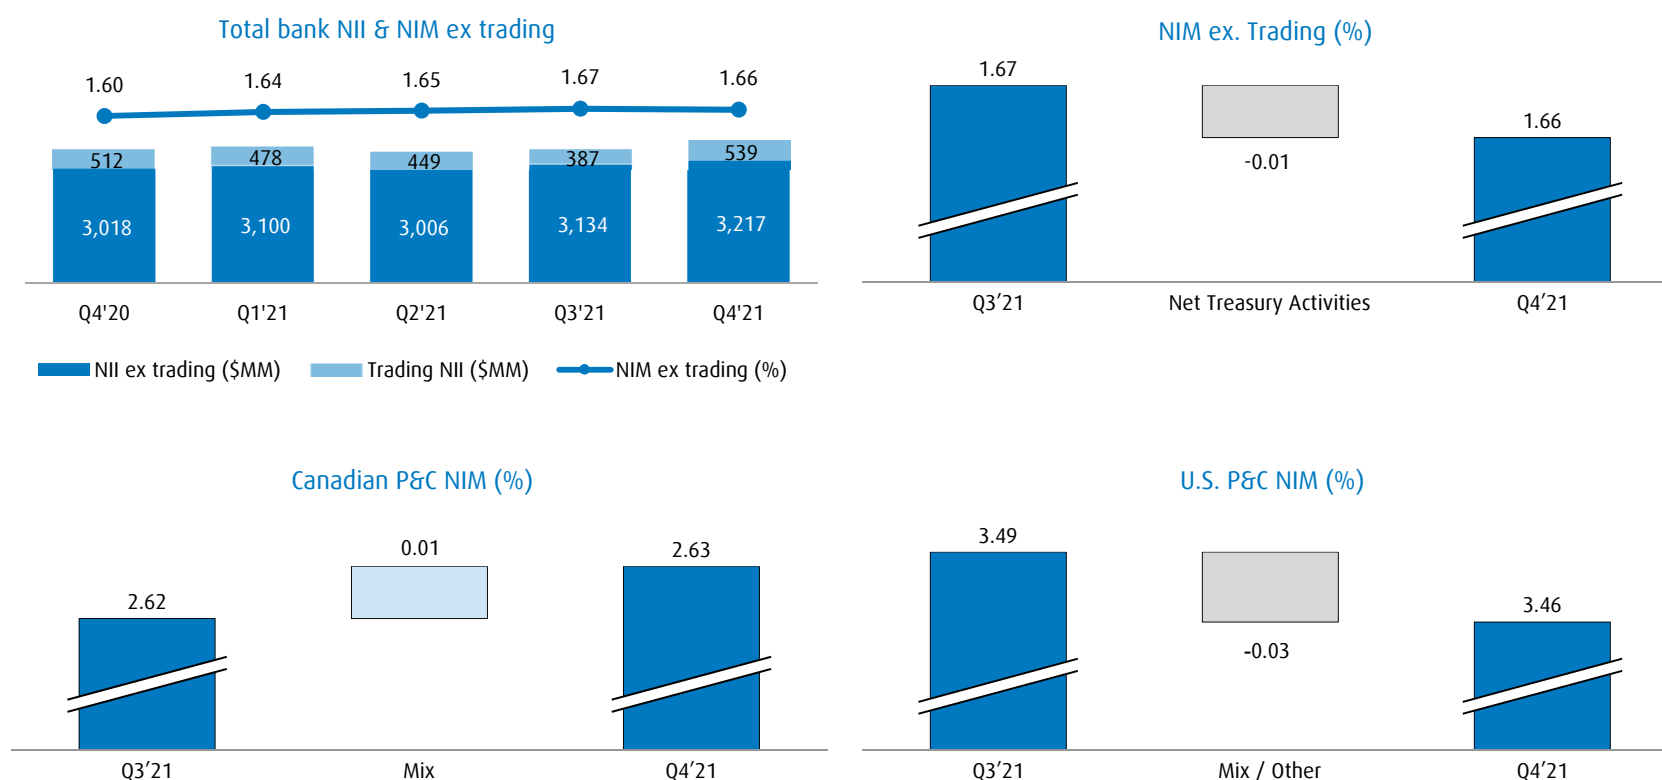 Total bank NII & NIM ex trading
1.60 1.64 1.65 1.67 1.66
512 478 449 387 539
3,018 3,100 3,006 3,134 3,217
Q4'20 Q1'21 Q2'21 Q3'21 Q4'21
NII ex trading ($MM) Trading NII ($MM) NIM ex trading (%)
NIM ex. Trading (%)
1.67
-0.01
1.66
Q3’21 Net Treasury Activities Q4’21
Canadian P&C NIM (%)
2.62
0.01
2.63
Q3’21 Mix Q4’21
U.S. P&C NIM (%)
3.49
-0.03
3.46
Q3’21 Mix / Other Q4’21